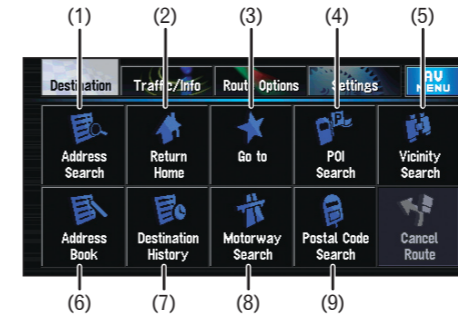 (1) (2) (3) (4) (5)
Destination Traffic/Info Route Options Settings AV MENU
Address Search Return Home Go to POI Search Vicinity Search
Address Book Destination History Motorway Search Postal Code Search Cancel Route
(6) (7) (8) (9)